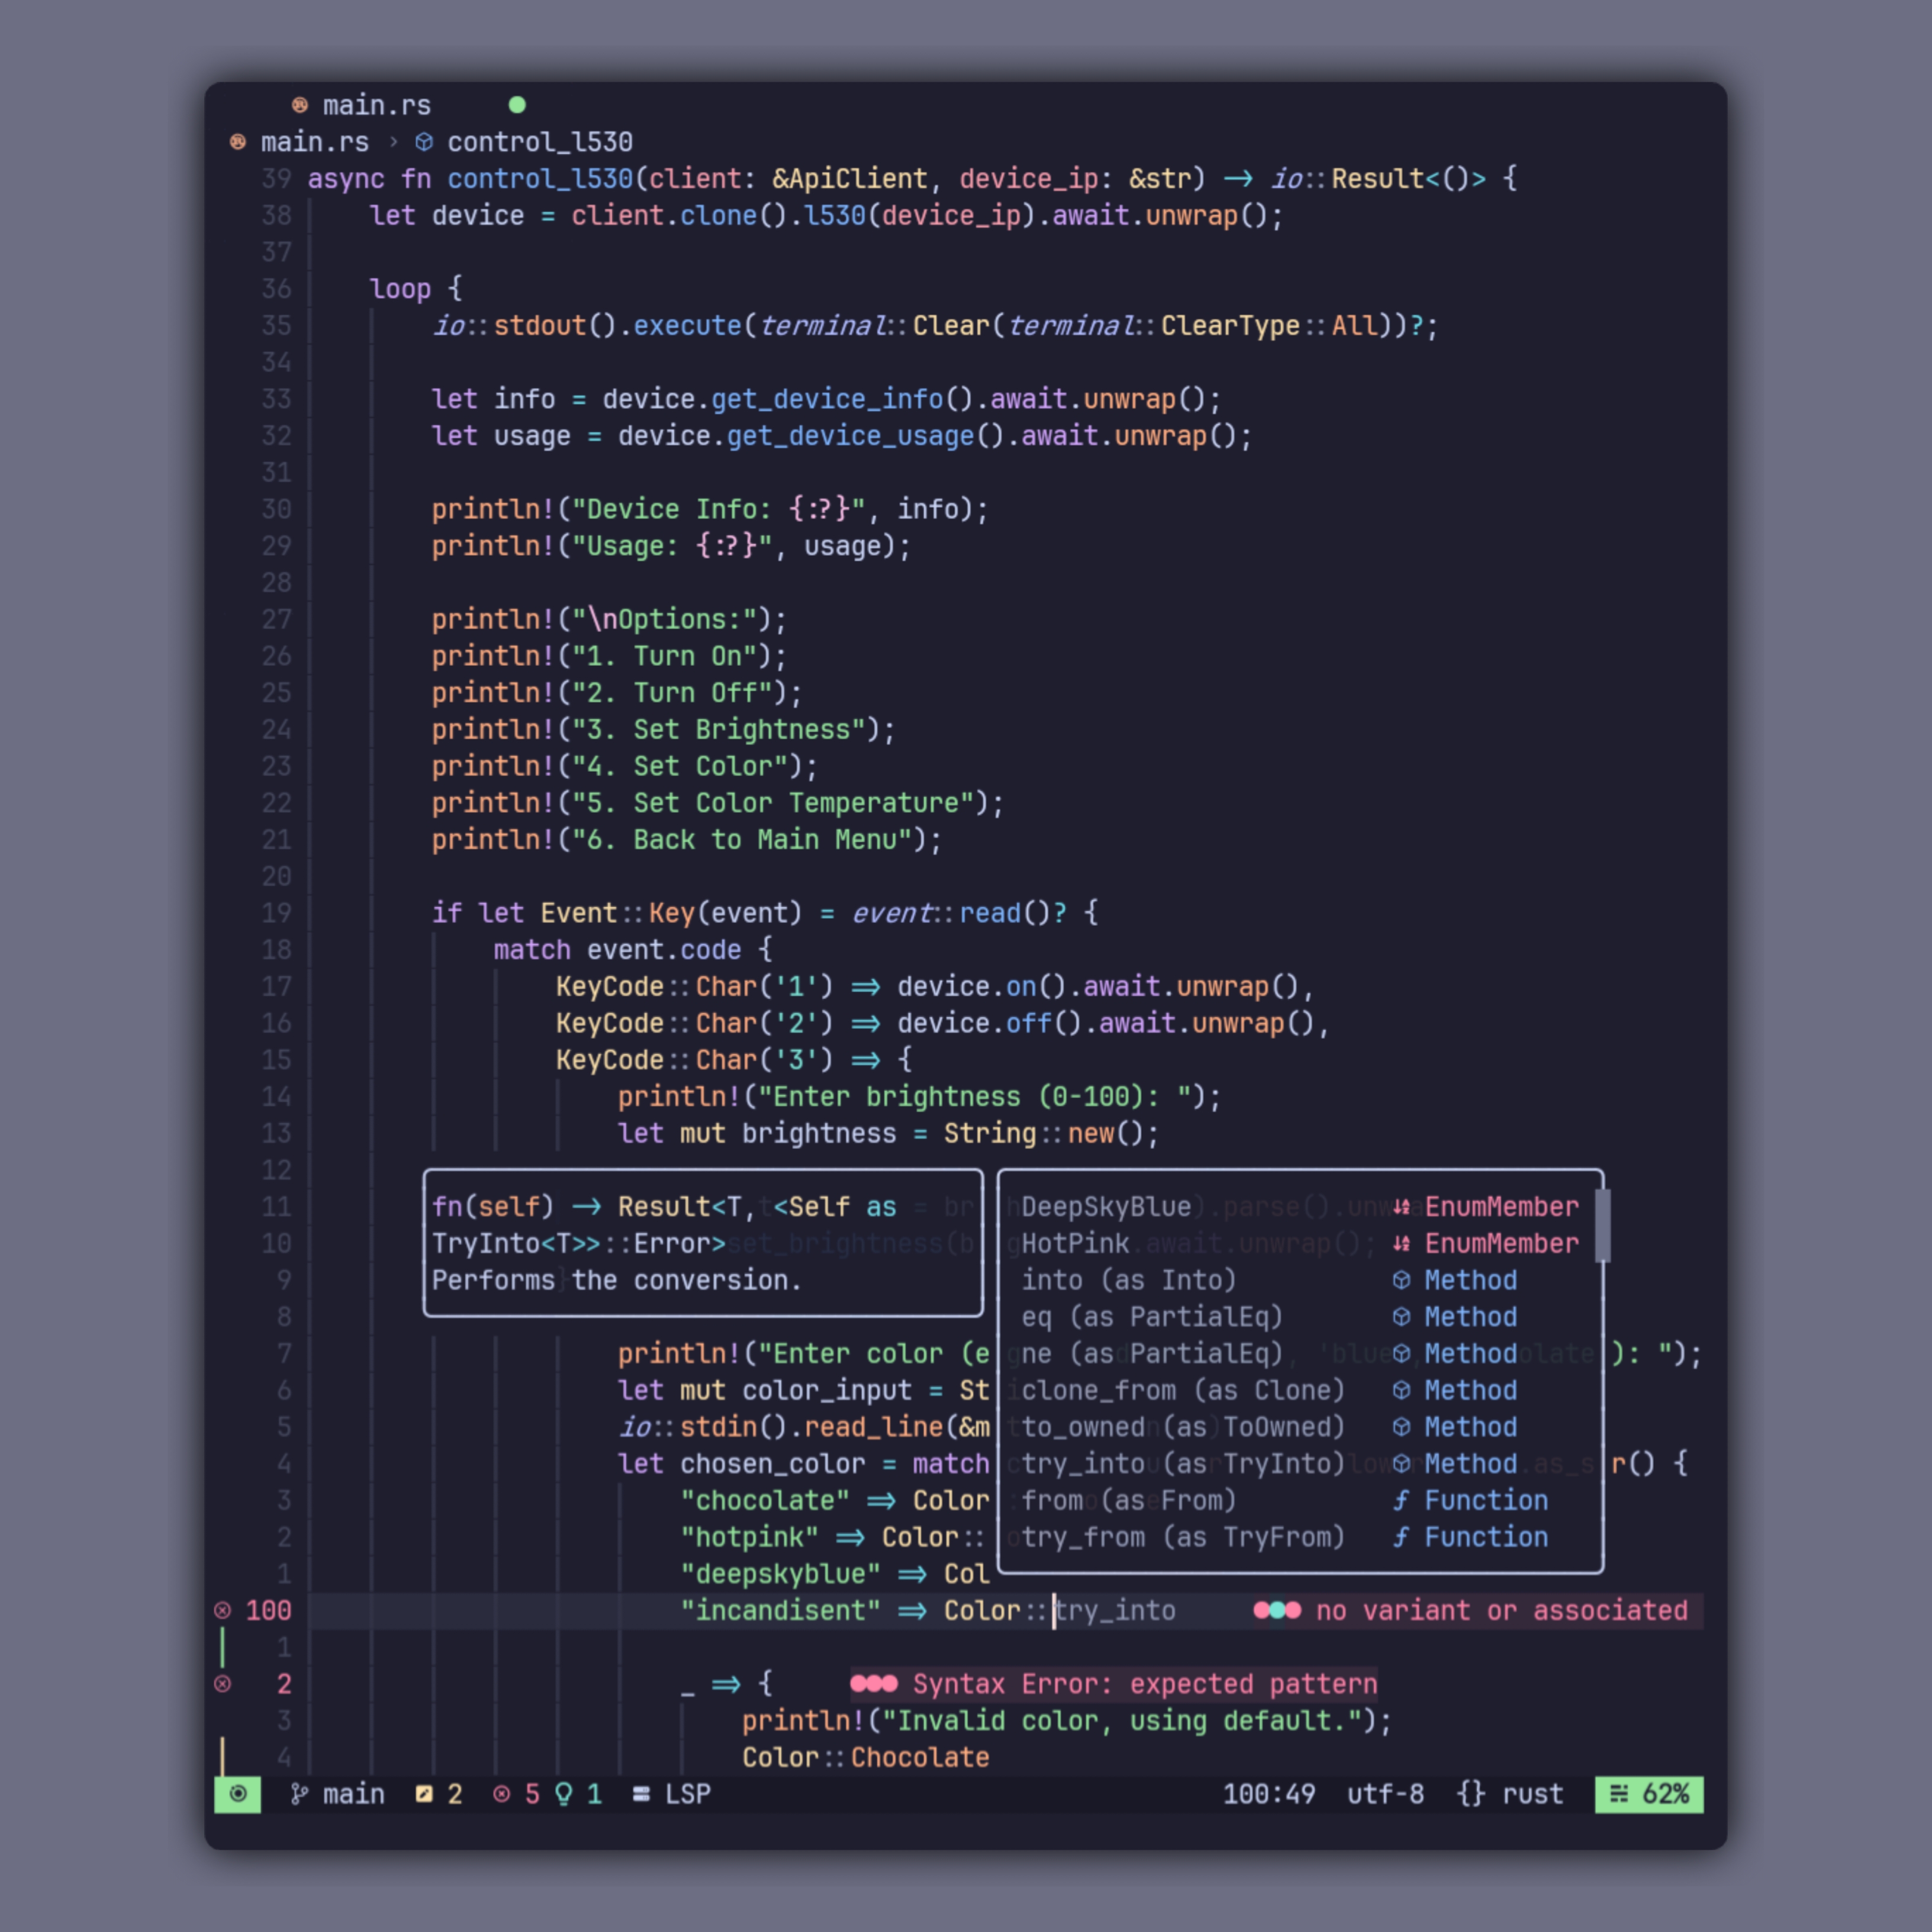 main.rs
main.rs › control_l530
39 async fn control_l530(client: &ApiClient, device_ip: &str) -> io::Result<()> {
38 let device = client.clone().l530(device_ip).await.unwrap();
37
36 loop {
35 io::stdout().execute(terminal::Clear(terminal::ClearType::All))?;
34
33 let info = device.get_device_info().await.unwrap();
32 let usage = device.get_device_usage().await.unwrap();
31
30 println!("Device Info: {:?}", info);
29 println!("Usage: {:?}", usage);
28
27 println!("\nOptions:");
26 println!("1. Turn On");
25 println!("2. Turn Off");
24 println!("3. Set Brightness");
23 println!("4. Set Color");
22 println!("5. Set Color Temperature");
21 println!("6. Back to Main Menu");
20
19 if let Event::Key(event) = event::read()? {
18 match event.code {
17 KeyCode::Char('1') => device.on().await.unwrap(),
16 KeyCode::Char('2') => device.off().await.unwrap(),
15 KeyCode::Char('3') => {
14 println!("Enter brightness (0-100): ");
13 let mut brightness = String::new();
12
11 fn(self) -> Result<T, <Self as DeepSkyBlue EnumMember
10 TryInto<T>>::Error> HotPink EnumMember
9 Performs the conversion. into (as Into) Method
8 eq (as PartialEq) Method
7 println!("Enter color (e ne (as PartialEq) Method ): ");
6 let mut color_input = St clone_from (as Clone) Method
5 io::stdin().read_line(&m to_owned (as ToOwned) Method
4 let chosen_color = match try_into (as TryInto) Method r() {
3 "chocolate" => Color from (as From) Function
2 "hotpink" => Color:: try_from (as TryFrom) Function
1 "deepskyblue" => Col
100 "incandisent" => Color::try_into no variant or associated
1
2 _ => { Syntax Error: expected pattern
3 println!("Invalid color, using default.");
4 Color::Chocolate
main 2 5 1 LSP 100:49 utf-8 {} rust 62%